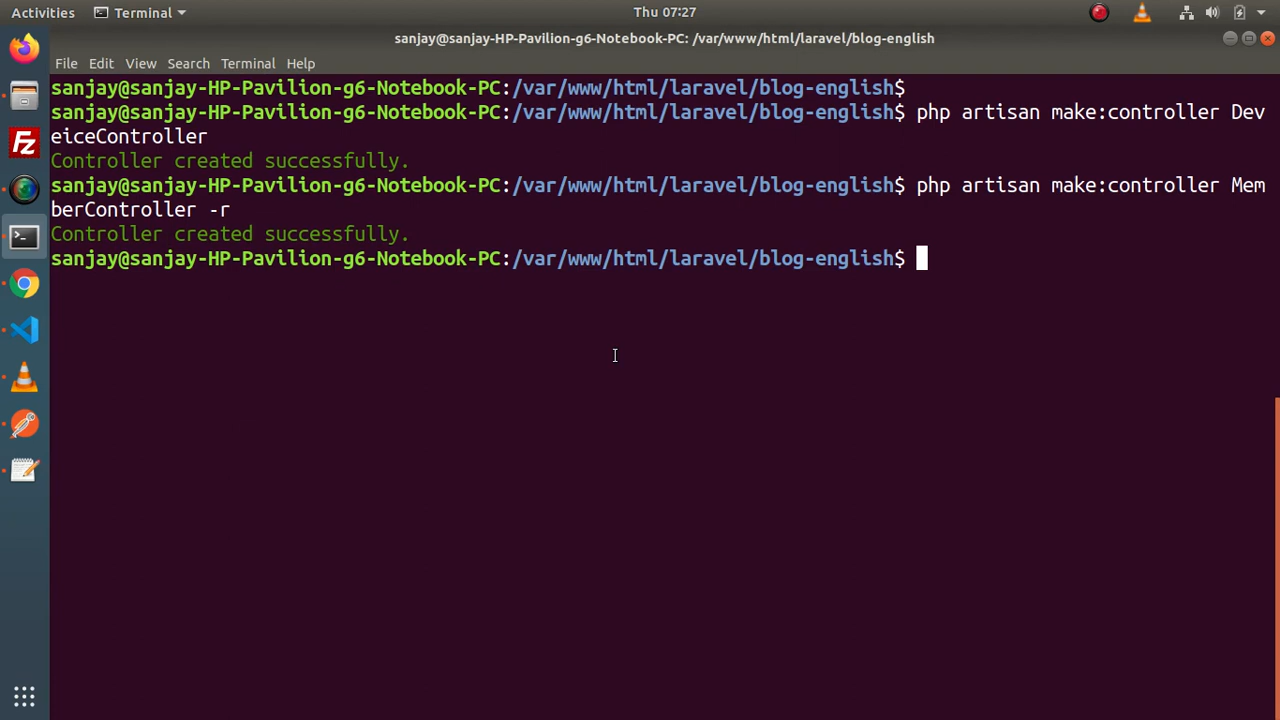 Activities Terminal Thu 07:27
sanjay@sanjay-HP-Pavilion-g6-Notebook-PC: /var/www/html/laravel/blog-english
File Edit View Search Terminal Help
sanjay@sanjay-HP-Pavilion-g6-Notebook-PC:/var/www/html/laravel/blog-english$
sanjay@sanjay-HP-Pavilion-g6-Notebook-PC:/var/www/html/laravel/blog-english$ php artisan make:controller Dev
eiceController
Controller created successfully.
sanjay@sanjay-HP-Pavilion-g6-Notebook-PC:/var/www/html/laravel/blog-english$ php artisan make:controller Mem
berController -r
Controller created successfully.
sanjay@sanjay-HP-Pavilion-g6-Notebook-PC:/var/www/html/laravel/blog-english$